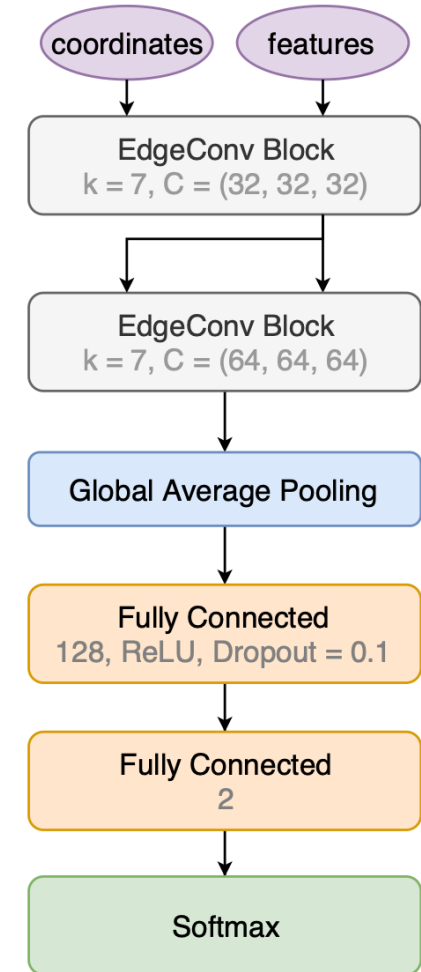 coordinates features
EdgeConv Block
k = 7, C = (32, 32, 32)
EdgeConv Block
k = 7, C = (64, 64, 64)
Global Average Pooling
Fully Connected
128, ReLU, Dropout = 0.1
Fully Connected
2
Softmax